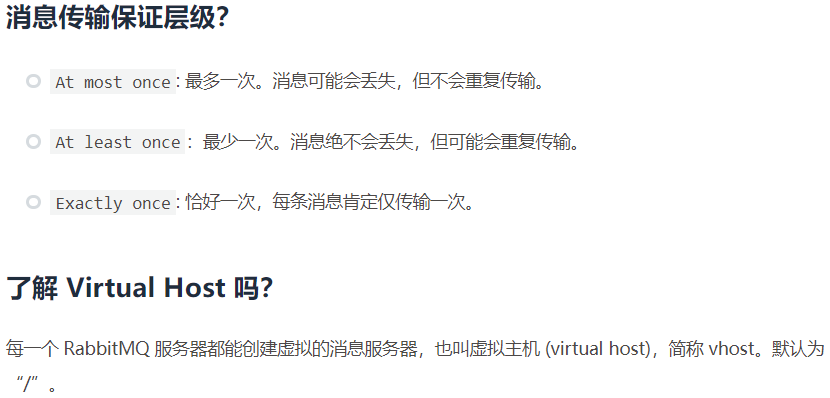 消息传输保证层级？
At most once：最多一次。消息可能会丢失，但不会重复传输。
At least once：最少一次。消息绝不会丢失，但可能会重复传输。
Exactly once：恰好一次，每条消息肯定仅传输一次。
了解 Virtual Host 吗？
每一个 RabbitMQ 服务器都能创建虚拟的消息服务器，也叫虚拟主机 (virtual host)，简称 vhost。默认为
“/”。